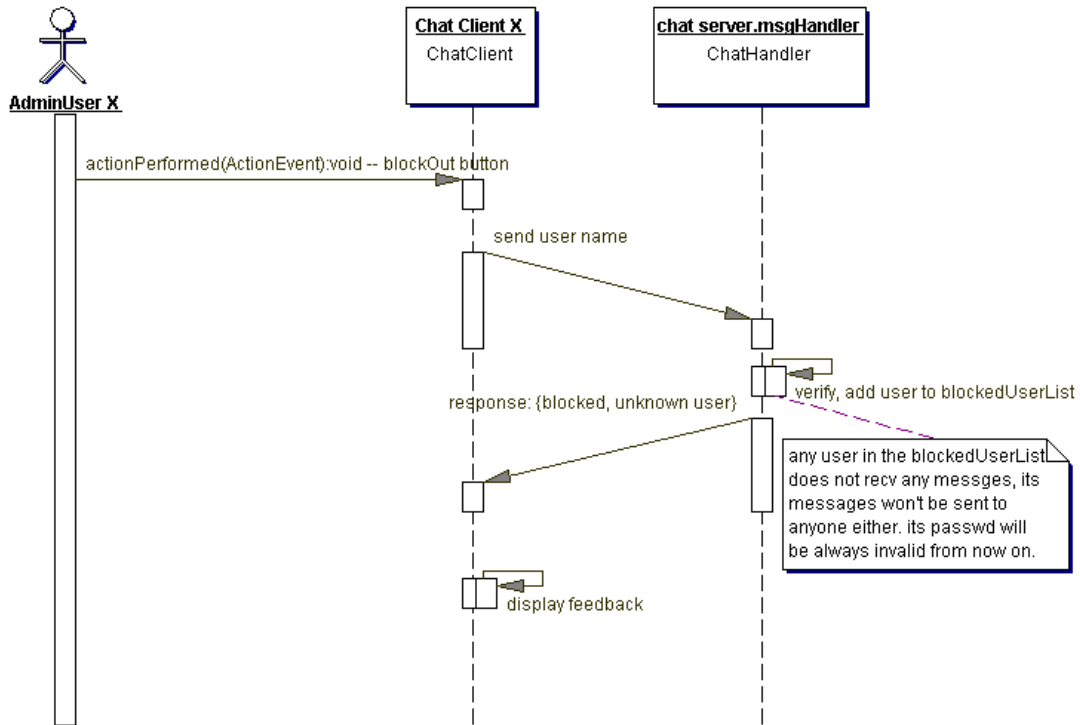 Chat Client X
ChatClient
chat server.msgHandler
ChatHandler
AdminUser X
actionPerformed(ActionEvent):void -- blockOut button
send user name
verify, add user to blockedUserList
response: {blocked, unknown user}
any user in the blockedUserList
does not recv any messges, its
messages won't be sent to
anyone either. its passwd will
be always invalid from now on.
display feedback